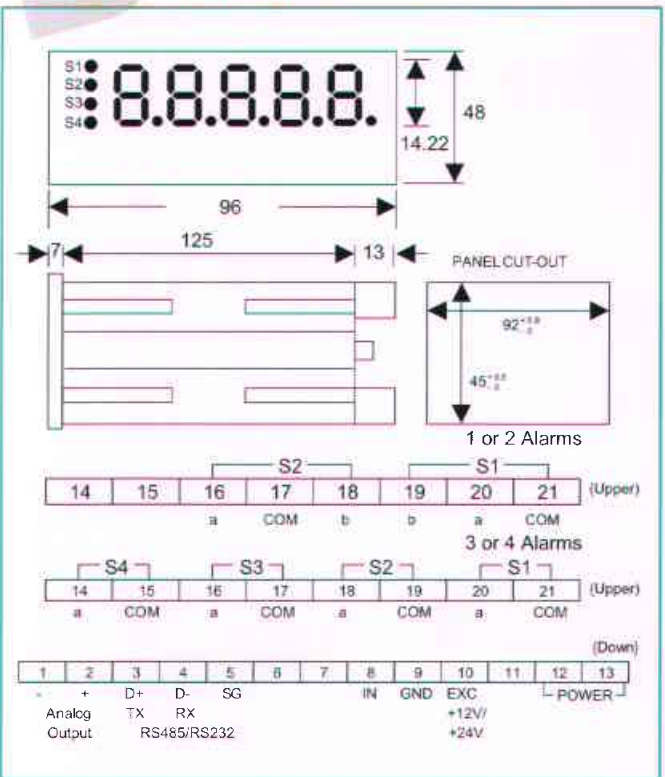 S1
S2
S3
S4
8.8.8.8.8.
14.22
48
96
7
125
13
PANEL CUT-OUT
92
45
1 or 2 Alarms
S2 S1
14 15 16 17 18 19 20 21 (Upper)
a COM b b a COM
3 or 4 Alarms
S4 S3 S2 S1
14 15 16 17 18 19 20 21 (Upper)
a COM a COM a COM a COM
(Down)
1 2 3 4 5 6 7 8 9 10 11 12 13
- + D+ D- SG IN GND EXC POWER
Analog TX RX +12V/
Output RS485/RS232 +24V